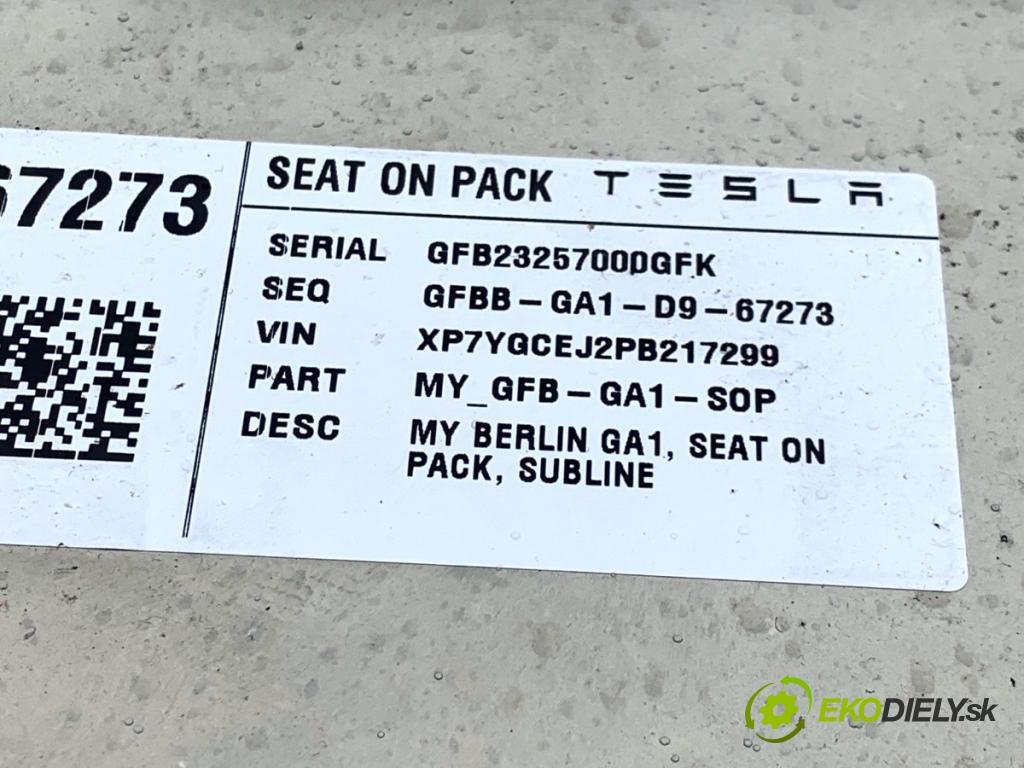 67273
SEAT ON PACK TESLA
SERIAL GFB23257000GFK
SEQ GFBB-GA1-D9-67273
VIN XP7YGCEJ2PB217299
PART MY_GFB-GA1-SOP
DESC MY BERLIN GA1, SEAT ON
PACK, SUBLINE
EKODIELY.sk